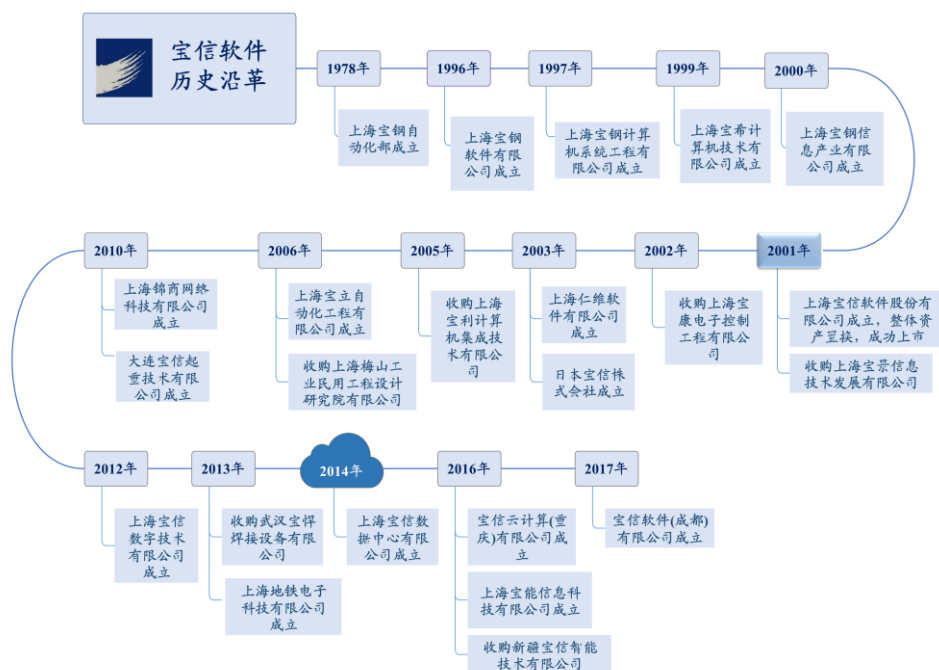 宝信软件
历史沿革
1978年
1996年
1997年
1999年
2000年
上海宝钢自
动化部成立
上海宝钢
软件有限
公司成立
上海宝钢计算
机系统工程有
限公司成立
上海宝希计
算机技术有
限公司成立
上海宝钢信
息产业有限
公司成立
2010年
2006年
2005年
2003年
2002年
2001年
上海锦商网络
科技有限公司
成立
大连宝信起
重技术有限
公司成立
上海宝立自
动化工程有
限公司成立
收购上海梅山工
业民用工程设计
研究院有限公司
收购上海
宝利计算
机集成技
术有限公
司
上海仁维软
件有限公司
成立
日本宝信株
式会社成立
收购上海宝
康电子控制
工程有限公
司
上海宝信软件股份有
限公司成立，整体资
产置换，成功上市
收购上海宝景信息
技术发展有限公司
2012年
2013年
2014年
2016年
2017年
上海宝信
数字技术
有限公司
成立
收购武汉宝悍
焊接设备有限
公司
上海地铁电子
科技有限公司
成立
上海宝信数
据中心有限
公司成立
宝信云计算(重
庆)有限公司成
立
上海宝能信息科
技有限公司成立
收购新疆宝信智能
技术有限公司
宝信软件(成都)
有限公司成立